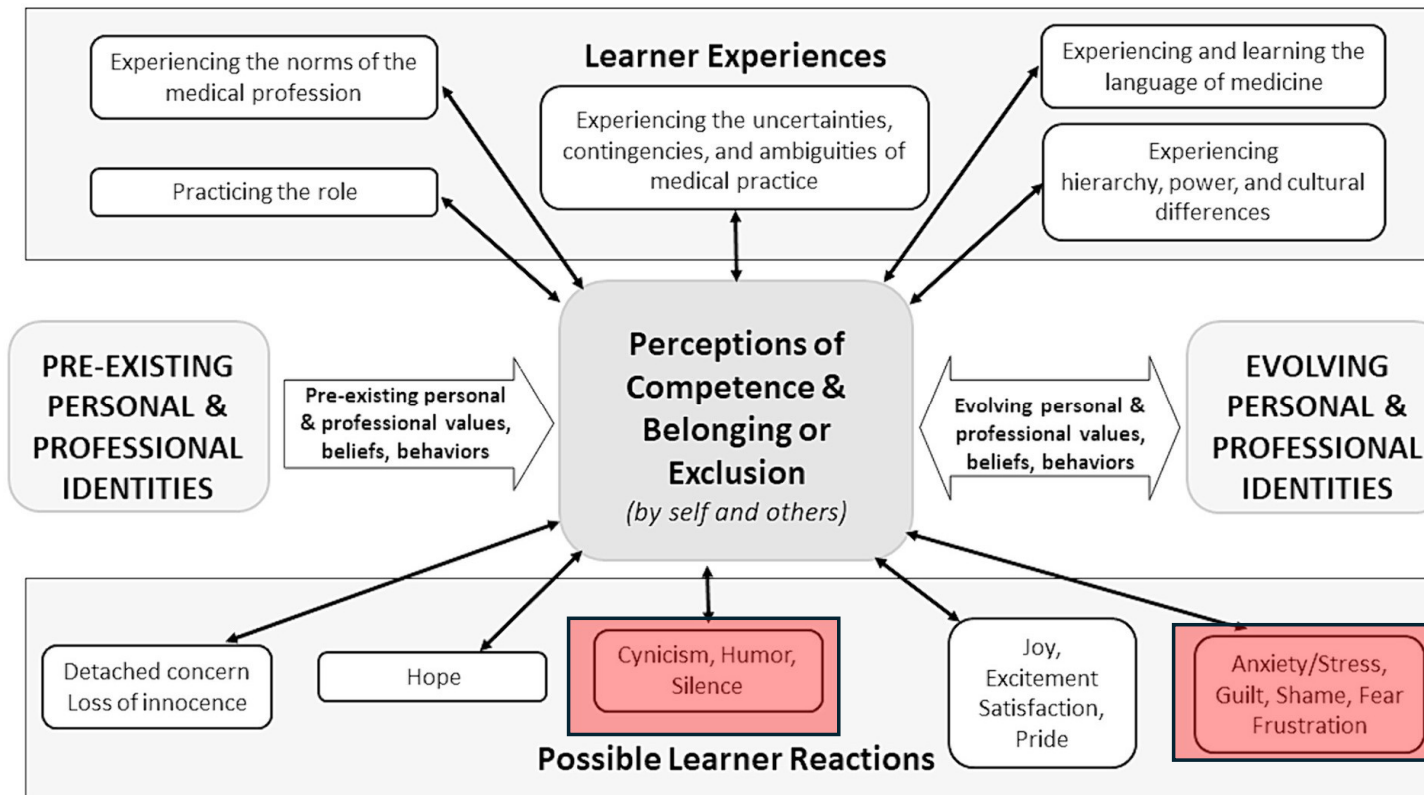 Learner Experiences
Experiencing the norms of the
medical profession
Practicing the role
Experiencing the uncertainties,
contingencies, and ambiguities of
medical practice
Experiencing and learning the
language of medicine
Experiencing
hierarchy, power, and cultural
differences
PRE-EXISTING
PERSONAL &
PROFESSIONAL
IDENTITIES
Pre-existing personal
& professional values,
beliefs, behaviors
Perceptions of
Competence &
Belonging or
Exclusion
(by self and others)
Evolving personal &
professional values,
beliefs, behaviors
EVOLVING
PERSONAL &
PROFESSIONAL
IDENTITIES
Detached concern
Loss of innocence
Hope
Cynicism, Humor,
Silence
Joy,
Excitement
Satisfaction,
Pride
Anxiety/Stress,
Guilt, Shame, Fear
Frustration
Possible Learner Reactions